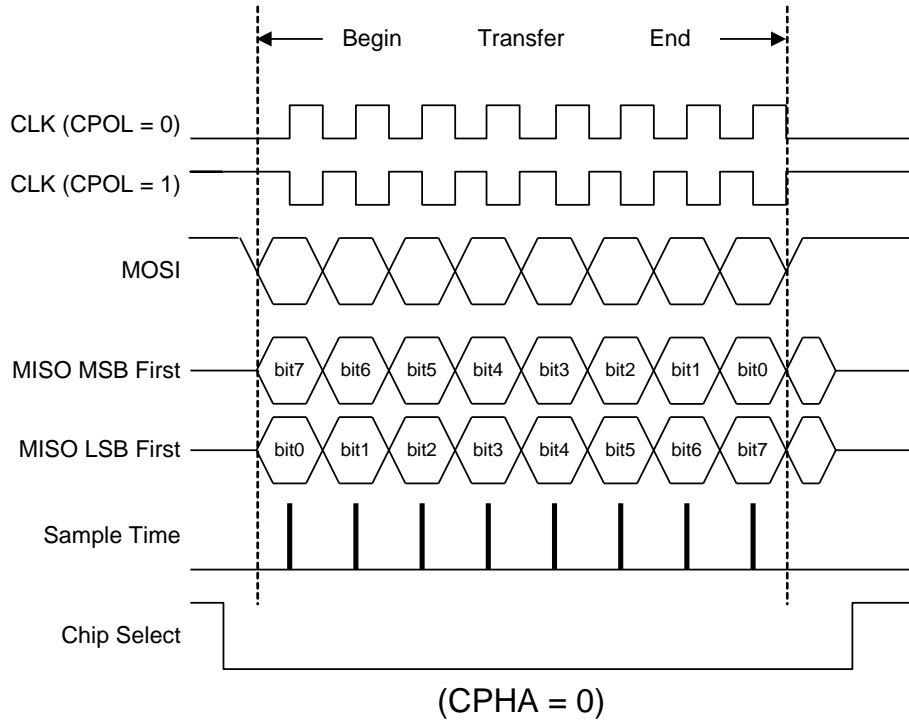 Begin Transfer End
CLK (CPOL = 0)
CLK (CPOL = 1)
MOSI
MISO MSB First bit7 bit6 bit5 bit4 bit3 bit2 bit1 bit0
MISO LSB First bit0 bit1 bit2 bit3 bit4 bit5 bit6 bit7
Sample Time
Chip Select
(CPHA = 0)